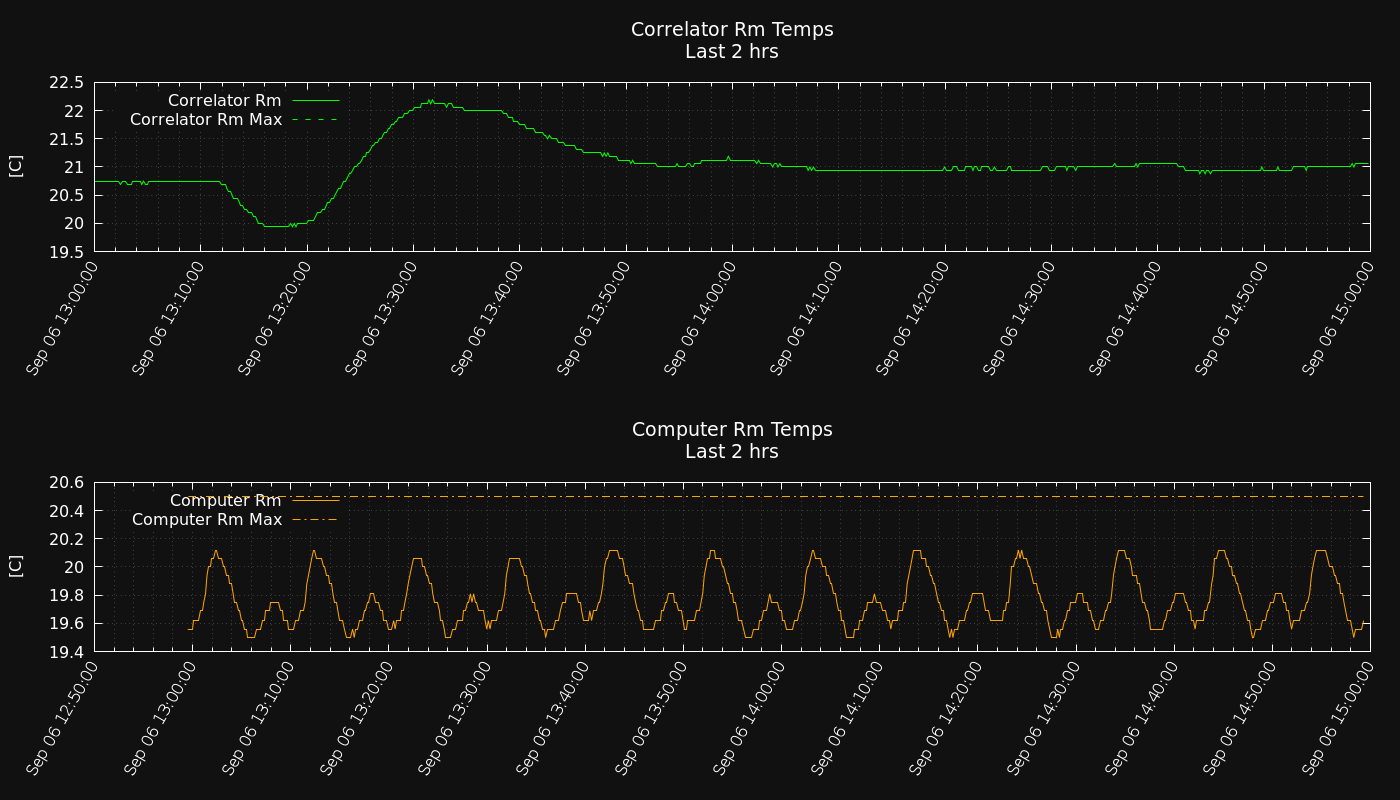 Correlator Rm Temps
Last 2 hrs
22.5
22
21.5
21
20.5
20
19.5
[C]
Correlator Rm
Correlator Rm Max
Sep 06 13:00:00
Sep 06 13:10:00
Sep 06 13:20:00
Sep 06 13:30:00
Sep 06 13:40:00
Sep 06 13:50:00
Sep 06 14:00:00
Sep 06 14:10:00
Sep 06 14:20:00
Sep 06 14:30:00
Sep 06 14:40:00
Sep 06 14:50:00
Sep 06 15:00:00
Computer Rm Temps
Last 2 hrs
20.6
20.4
20.2
20
19.8
19.6
19.4
[C]
Computer Rm
Computer Rm Max
Sep 06 12:50:00
Sep 06 13:00:00
Sep 06 13:10:00
Sep 06 13:20:00
Sep 06 13:30:00
Sep 06 13:40:00
Sep 06 13:50:00
Sep 06 14:00:00
Sep 06 14:10:00
Sep 06 14:20:00
Sep 06 14:30:00
Sep 06 14:40:00
Sep 06 14:50:00
Sep 06 15:00:00